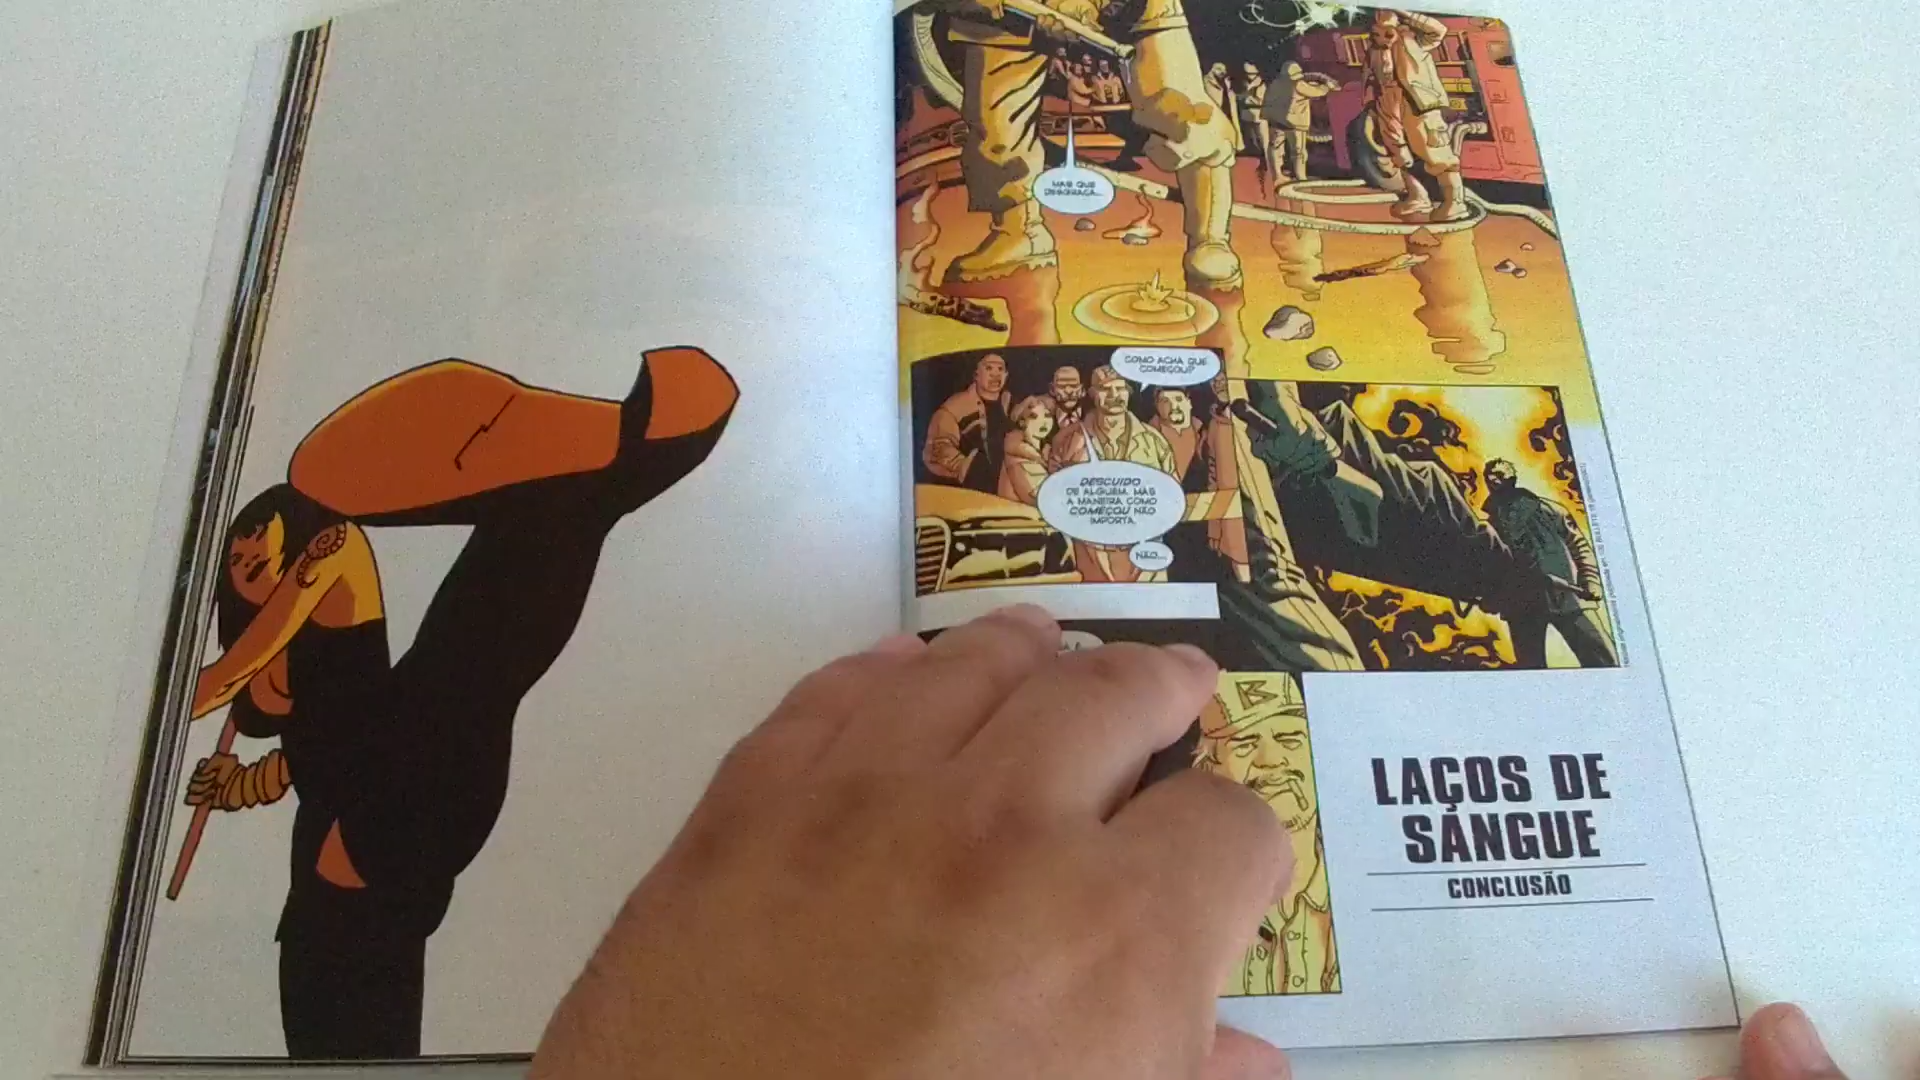 MAS QUE
DESGRAÇA...
COMO ACHA QUE
COMEÇOU?
DESCUIDO
DE ALGUÉM. MAS
A MANEIRA COMO
COMEÇOU NÃO
IMPORTA.
NÃO...
LAÇOS DE
SANGUE
CONCLUSÃO